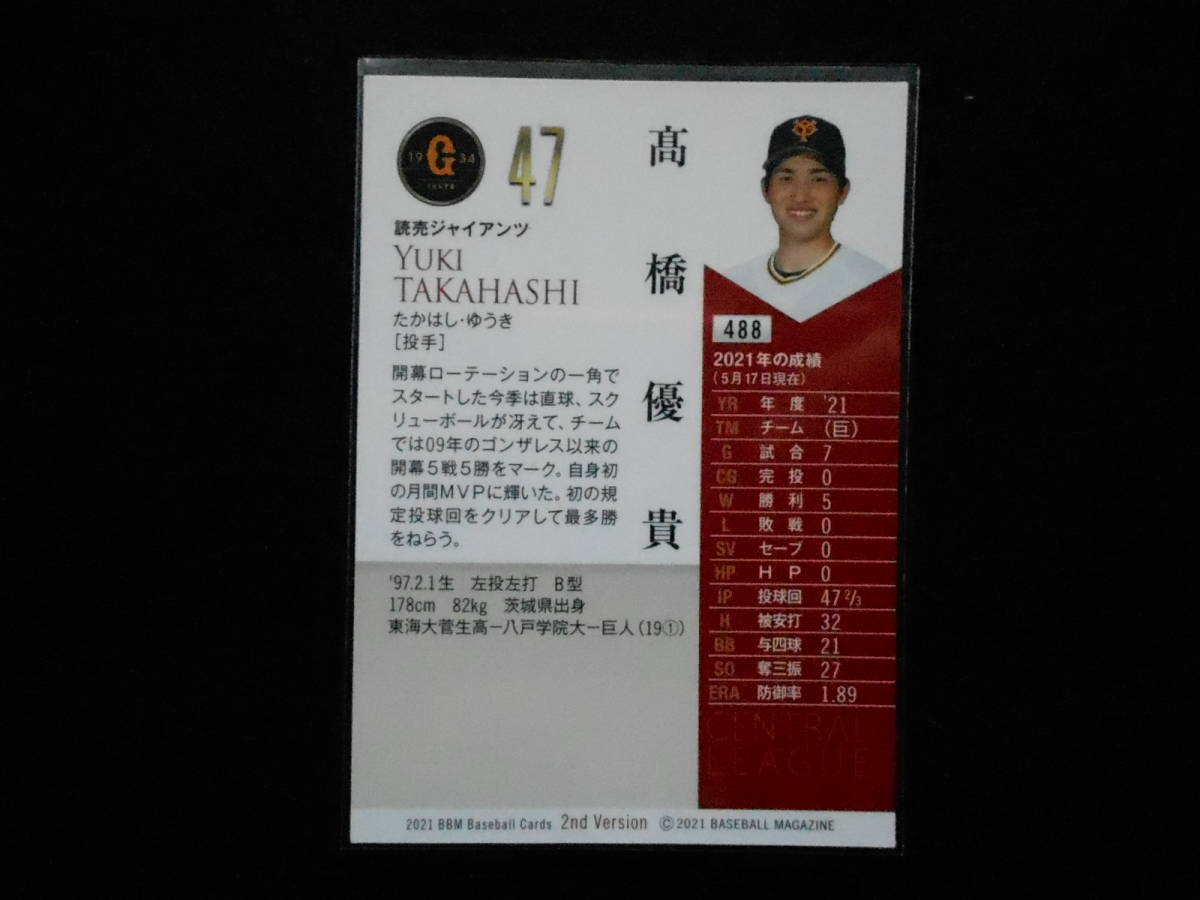 1934
G
TOKYO
47
読売ジャイアンツ
YUKI
TAKAHASHI
たかはし・ゆうき
[投手]
髙橋優貴
開幕ローテーションの一角で
スタートした今季は直球、スク
リューボールが冴えて、チーム
では09年のゴンザレス以来の
開幕5戦5勝をマーク。自身初
の月間MVPに輝いた。初の規
定投球回をクリアして最多勝
をねらう。
'97.2.1生 左投左打 B型
178cm 82kg 茨城県出身
東海大菅生高ー八戸学院大ー巨人(19①)
488
2021年の成績
(5月17日現在)
YR 年度 '21
TM チーム (巨)
G 試合 7
CG 完投 0
W 勝利 5
L 敗戦 0
SV セーブ 0
HP HP 0
IP 投球回 47 2/3
H 被安打 32
BB 与四球 21
SO 奪三振 27
ERA 防御率 1.89
CENTRAL
LEAGUE
2021 BBM Baseball Cards 2nd Version ©2021 BASEBALL MAGAZINE